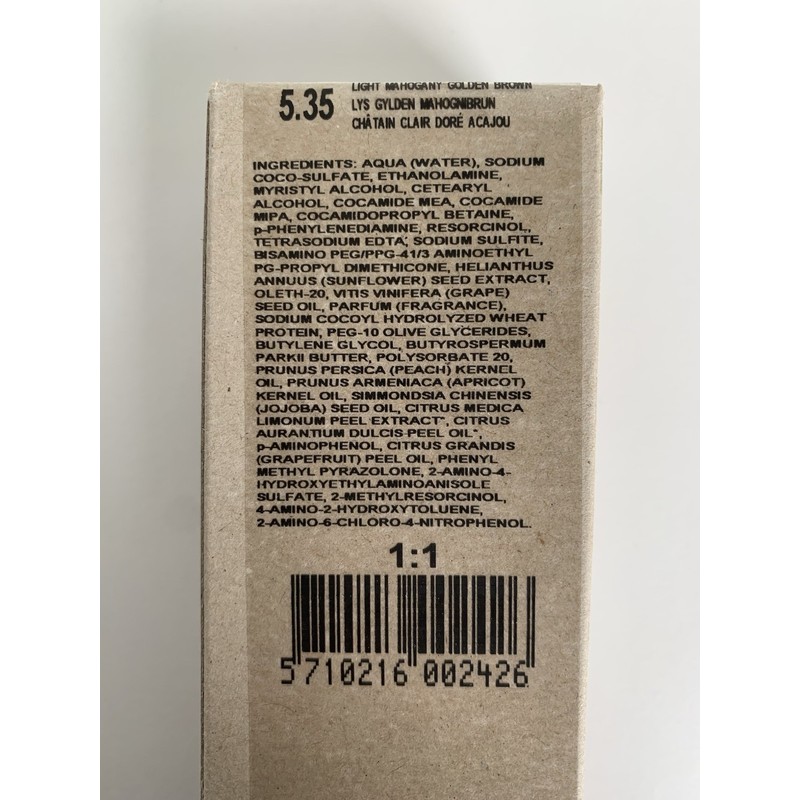 LIGHT MAHOGANY GOLDEN BROWN
5.35 LYS GYLDEN MAHOGNIBRUN
CHÂTAIN CLAIR DORÉ ACAJOU
INGREDIENTS: AQUA (WATER), SODIUM
COCO-SULFATE, ETHANOLAMINE,
MYRISTYL ALCOHOL, CETEARYL
ALCOHOL, COCAMIDE MEA, COCAMIDE
MIPA, COCAMIDOPROPYL BETAINE,
p-PHENYLENEDIAMINE, RESORCINOL,
TETRASODIUM EDTA, SODIUM SULFITE,
BISAMINO PEG/PPG-41/3 AMINOETHYL
PG-PROPYL DIMETHICONE, HELIANTHUS
ANNUUS (SUNFLOWER) SEED EXTRACT,
OLETH-20, VITIS VINIFERA (GRAPE)
SEED OIL, PARFUM (FRAGRANCE),
SODIUM COCOYL HYDROLYZED WHEAT
PROTEIN, PEG-10 OLIVE GLYCERIDES,
BUTYLENE GLYCOL, BUTYROSPERMUM
PARKII BUTTER, POLYSORBATE 20,
PRUNUS PERSICA (PEACH) KERNEL
OIL, PRUNUS ARMENIACA (APRICOT)
KERNEL OIL, SIMMONDSIA CHINENSIS
(JOJOBA) SEED OIL, CITRUS MEDICA
LIMONUM PEEL EXTRACT*, CITRUS
AURANTIUM DULCIS PEEL OIL*,
p-AMINOPHENOL, CITRUS GRANDIS
(GRAPEFRUIT) PEEL OIL, PHENYL
METHYL PYRAZOLONE, 2-AMINO-4-
HYDROXYETHYLAMINOANISOLE
SULFATE, 2-METHYLRESORCINOL,
4-AMINO-2-HYDROXYTOLUENE,
2-AMINO-6-CHLORO-4-NITROPHENOL.
1:1
5 710216 002426